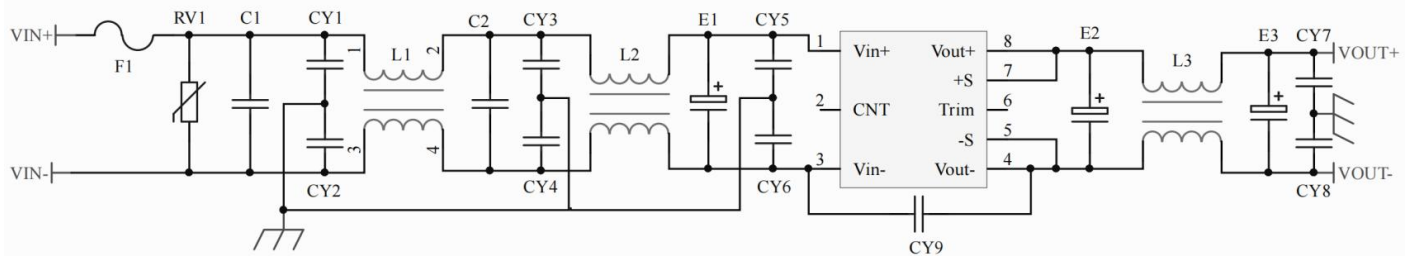 RV1 C1 CY1 C2 CY3 E1 CY5 E2 E3 CY7
VIN+ F1 1 L1 2 L2 1 Vin+ Vout+ 8 L3 VOUT+
+S 7
2 CNT Trim 6
+ + +
-S 5
VIN- 3 4 3 Vin- Vout- 4 VOUT-
CY2 CY4 CY6 CY8
CY9